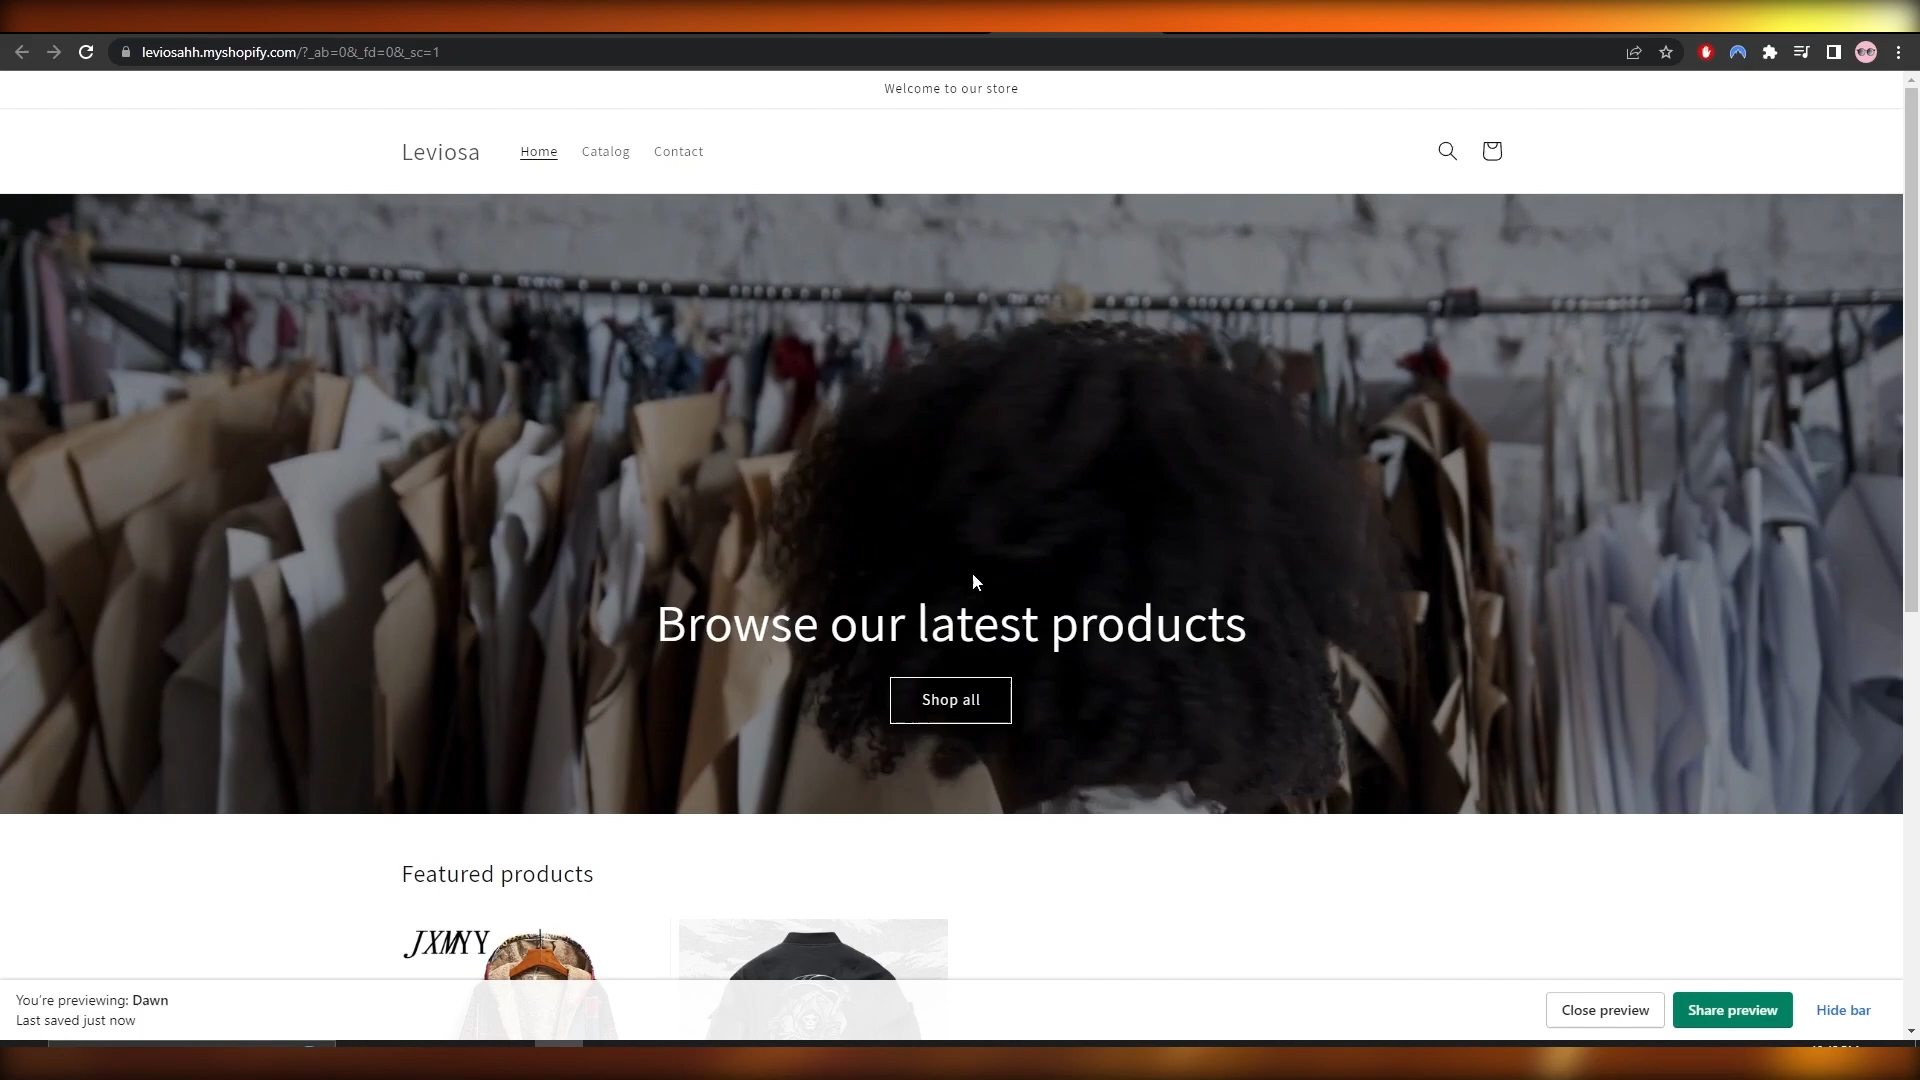 leviosahh.myshopify.com/?_ab=0&_fd=0&_sc=1
Welcome to our store
Leviosa
Home
Catalog
Contact
Browse our latest products
Shop all
Featured products
JXMYY
You're previewing: Dawn
Last saved just now
Close preview
Share preview
Hide bar